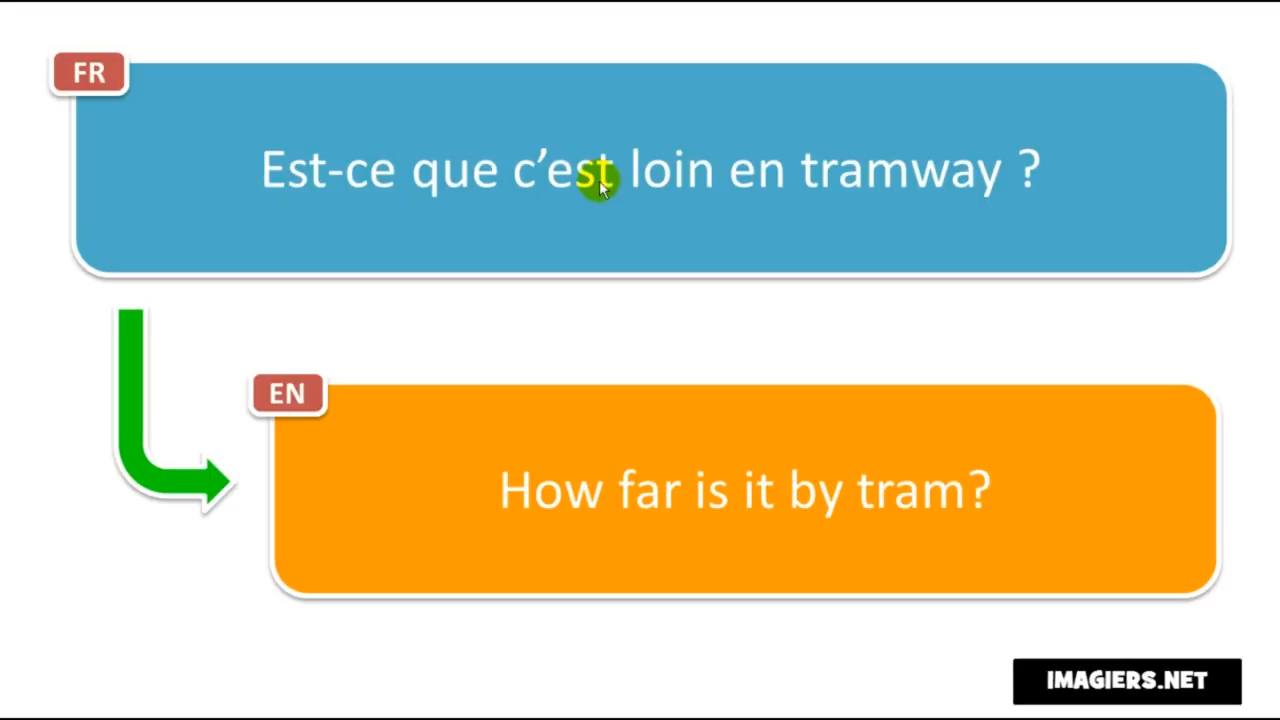 FR
Est-ce que c’est loin en tramway ?
EN
How far is it by tram?
IMAGIERS.NET